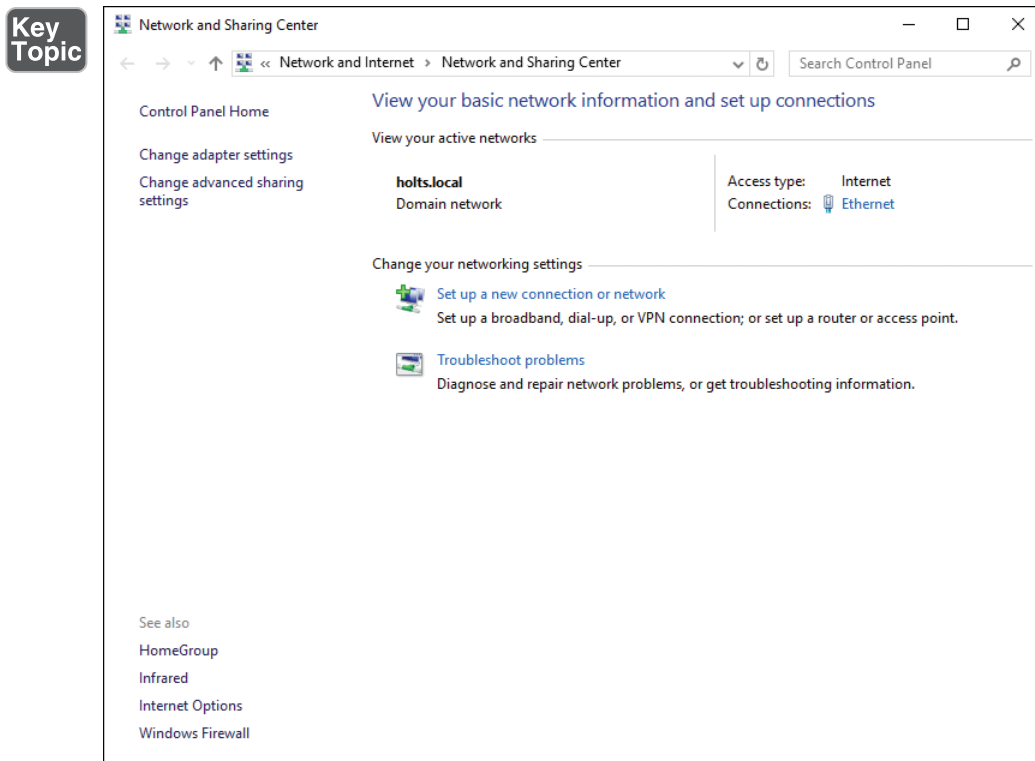 Key
Topic
Network and Sharing Center
« Network and Internet › Network and Sharing Center
Search Control Panel
Control Panel Home
Change adapter settings
Change advanced sharing
settings
View your basic network information and set up connections
View your active networks
holts.local
Domain network
Access type: Internet
Connections: Ethernet
Change your networking settings
Set up a new connection or network
Set up a broadband, dial-up, or VPN connection; or set up a router or access point.
Troubleshoot problems
Diagnose and repair network problems, or get troubleshooting information.
See also
HomeGroup
Infrared
Internet Options
Windows Firewall